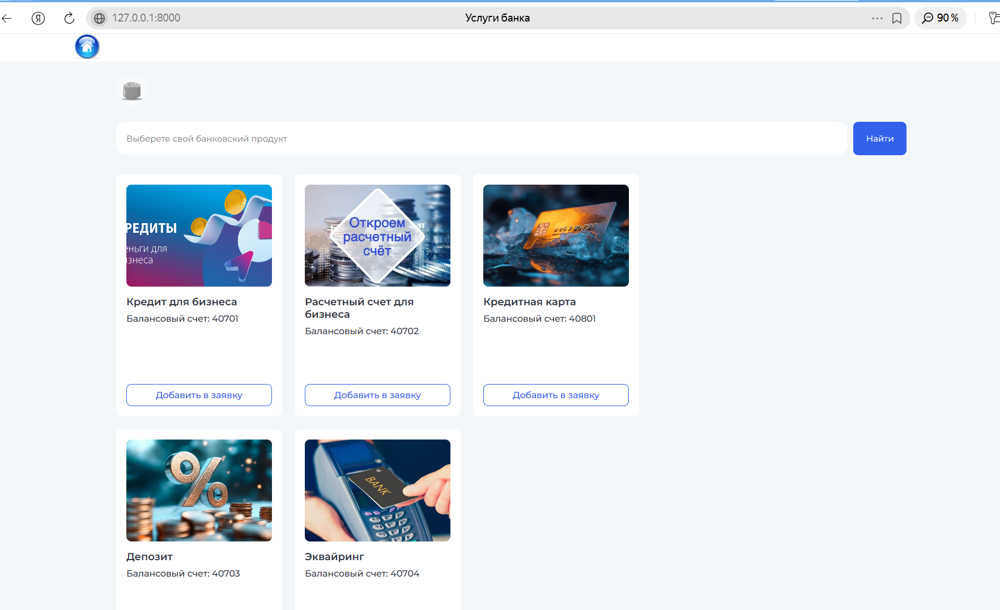 Я
127.0.0.1:8000
Услуги банка
90 %
Выберете свой банковский продукт
Найти
РЕДИТЫ
еньги для
изнеса
Откроем
расчетный
счёт
Кредит для бизнеса
Балансовый счет: 40701
Расчетный счет для
бизнеса
Балансовый счет: 40702
Кредитная карта
Балансовый счет: 40801
Добавить в заявку
Добавить в заявку
Добавить в заявку
BANK
Депозит
Балансовый счет: 40703
Эквайринг
Балансовый счет: 40704